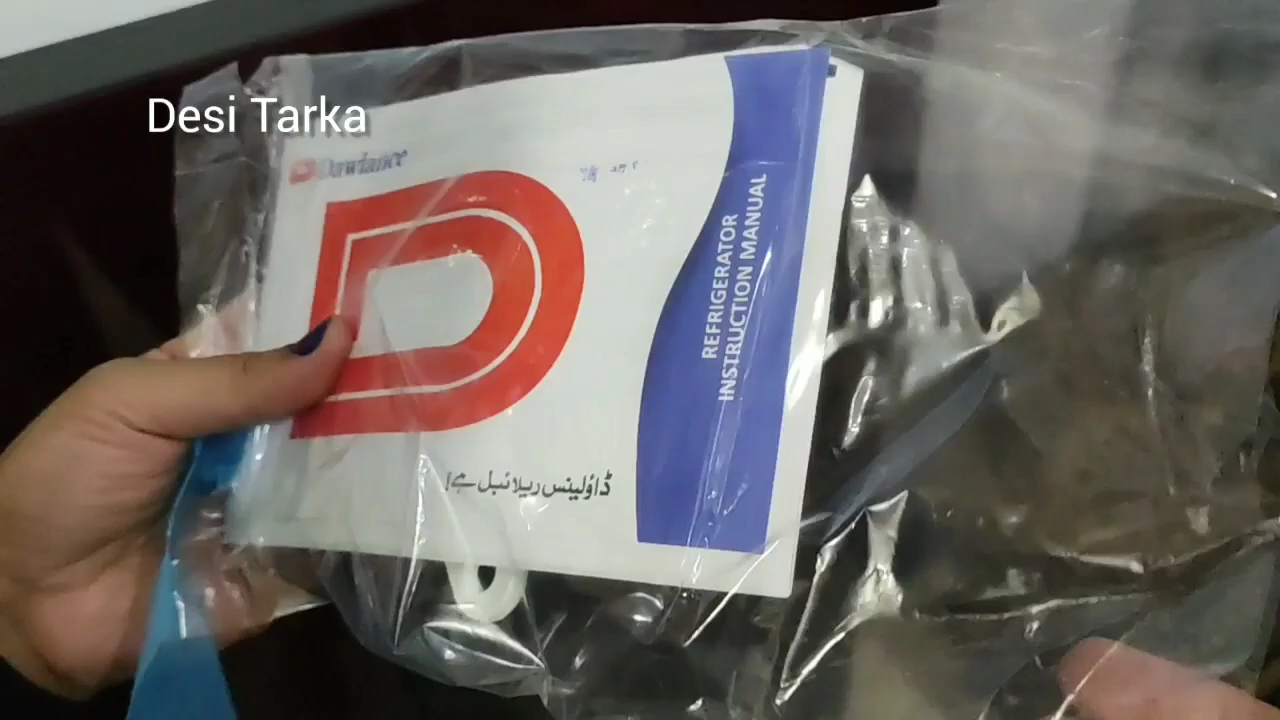 Desi Tarka
Dawlance
D
REFRIGERATOR
INSTRUCTION MANUAL
ڈاؤلینس ریلائبل ہے!